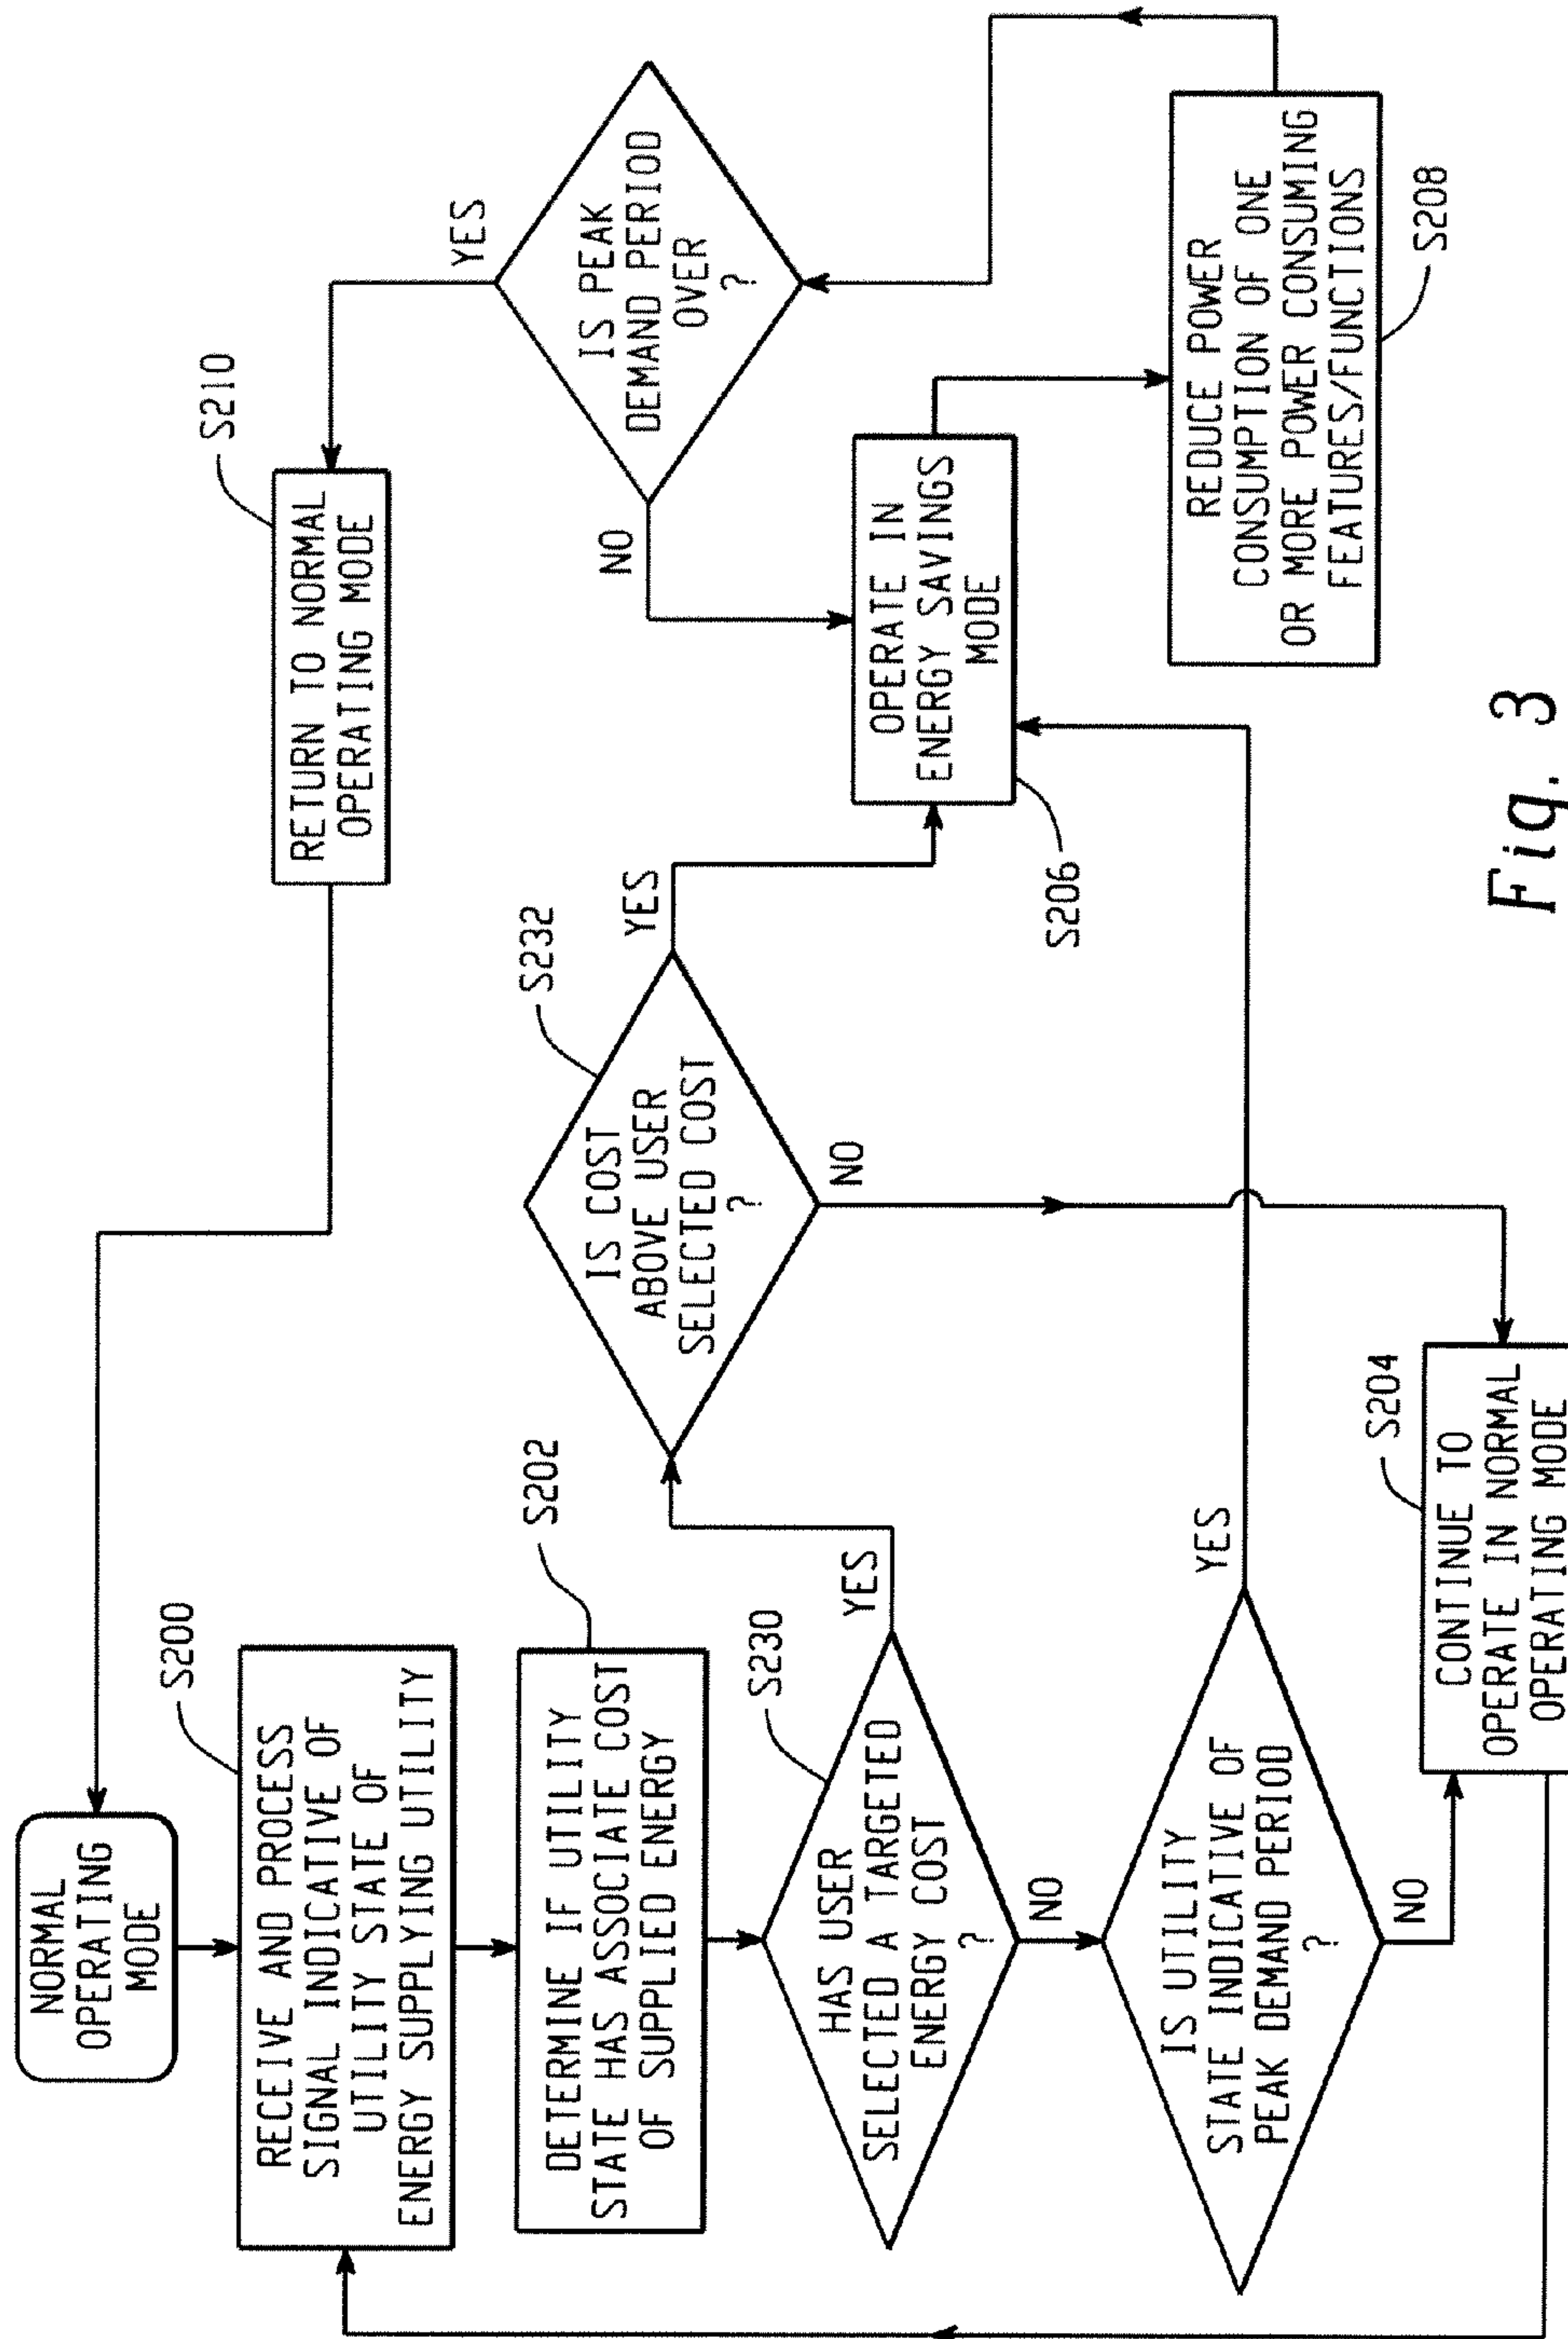 NORMAL
OPERATING
MODE
S200
RECEIVE AND PROCESS
SIGNAL INDICATIVE OF
UTILITY STATE OF
ENERGY SUPPLYING UTILITY
S202
DETERMINE IF UTILITY
STATE HAS ASSOCIATE COST
OF SUPPLIED ENERGY
S230
HAS USER
SELECTED A TARGETED
ENERGY COST
?
YES
NO
IS UTILITY
STATE INDICATIVE OF
PEAK DEMAND PERIOD
?
YES
NO
S204
CONTINUE TO
OPERATE IN NORMAL
OPERATING MODE
S232
IS COST
ABOVE USER
SELECTED COST
?
YES
NO
S210
RETURN TO NORMAL
OPERATING MODE
YES
IS PEAK
DEMAND PERIOD
OVER
?
NO
OPERATE IN
ENERGY SAVINGS
MODE
S206
REDUCE POWER
CONSUMPTION OF ONE
OR MORE POWER CONSUMING
FEATURES/FUNCTIONS
S208
Fig. 3